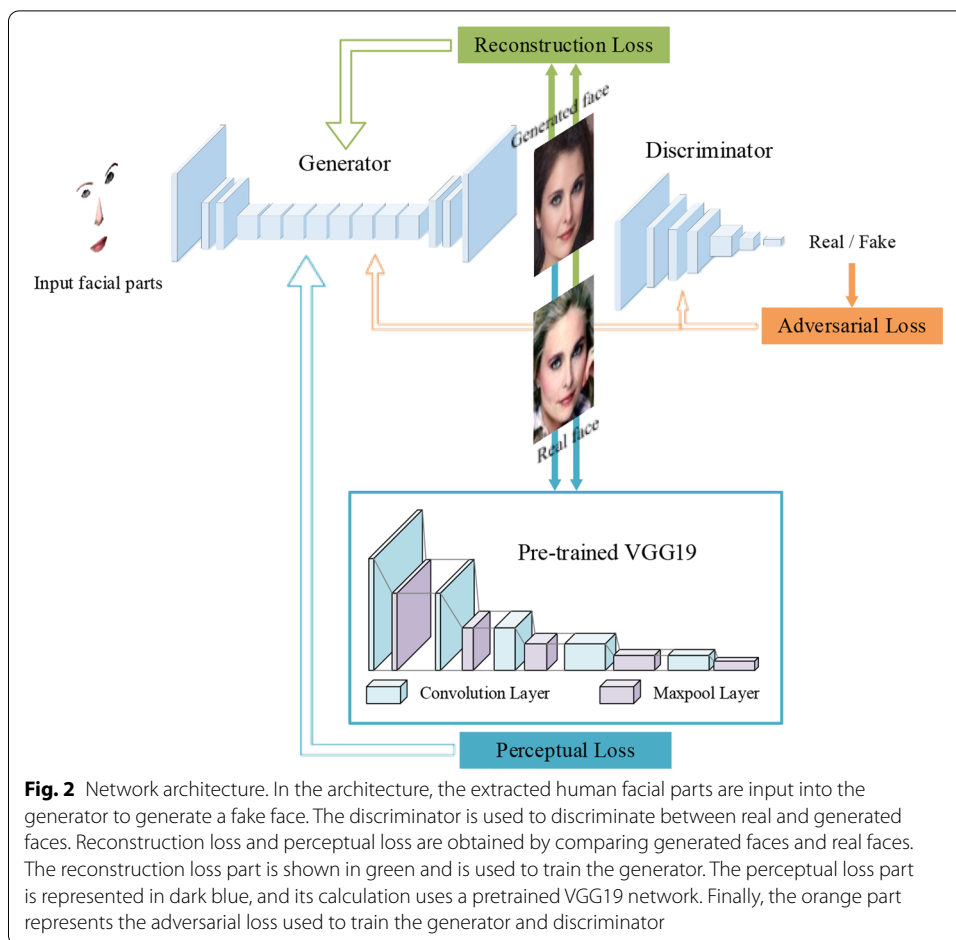 Reconstruction Loss
Generated face
Generator
Discriminator
Input facial parts
Real / Fake
Adversarial Loss
Real face
Pre-trained VGG19
Convolution Layer
Maxpool Layer
Perceptual Loss
Fig. 2 Network architecture. In the architecture, the extracted human facial parts are input into the
generator to generate a fake face. The discriminator is used to discriminate between real and generated
faces. Reconstruction loss and perceptual loss are obtained by comparing generated faces and real faces.
The reconstruction loss part is shown in green and is used to train the generator. The perceptual loss part
is represented in dark blue, and its calculation uses a pretrained VGG19 network. Finally, the orange part
represents the adversarial loss used to train the generator and discriminator